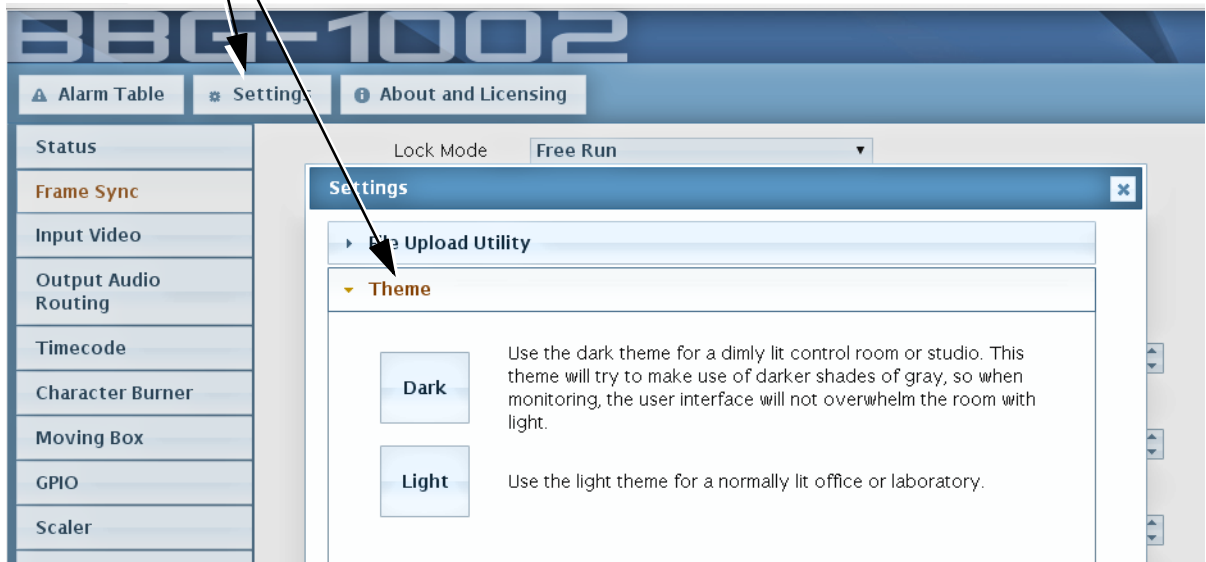 BBG-1002
Alarm Table Settings About and Licensing
Status
Frame Sync
Input Video
Output Audio
Routing
Timecode
Character Burner
Moving Box
GPIO
Scaler
Lock Mode Free Run
Settings
File Upload Utility
Theme
Dark
Use the dark theme for a dimly lit control room or studio. This
theme will try to make use of darker shades of gray, so when
monitoring, the user interface will not overwhelm the room with
light.
Light
Use the light theme for a normally lit office or laboratory.